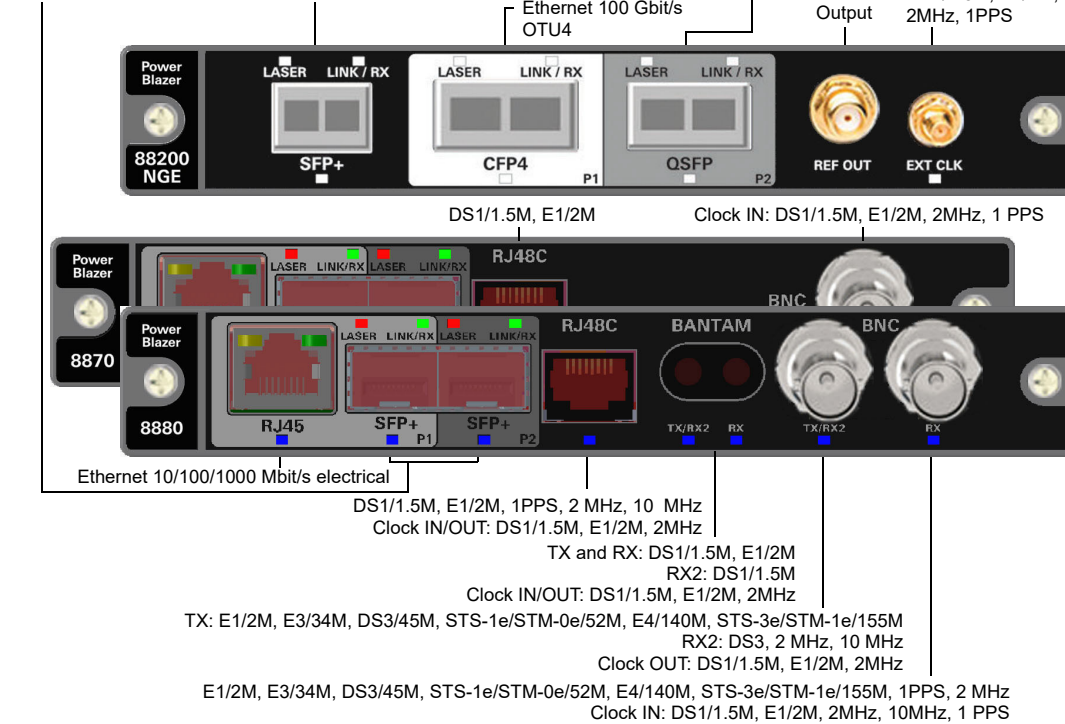 Ethernet 100 Gbit/s
OTU4
Output
2MHz, 1PPS
Power
Blazer
88200
NGE
LASER LINK / RX
SFP+
LASER LINK / RX
CFP4
P1
LASER LINK / RX
QSFP
P2
REF OUT
EXT CLK
DS1/1.5M, E1/2M
Clock IN: DS1/1.5M, E1/2M, 2MHz, 1 PPS
Power
Blazer
8870
LASER LINK/RX LASER LINK/RX
RJ48C
BNC
Power
Blazer
8880
RJ45
LASER LINK/RX LASER LINK/RX
SFP+ P1
SFP+ P2
RJ48C
BANTAM
TX/RX2 RX
BNC
TX/RX2
RX
Ethernet 10/100/1000 Mbit/s electrical
DS1/1.5M, E1/2M, 1PPS, 2 MHz, 10 MHz
Clock IN/OUT: DS1/1.5M, E1/2M, 2MHz
TX and RX: DS1/1.5M, E1/2M
RX2: DS1/1.5M
Clock IN/OUT: DS1/1.5M, E1/2M, 2MHz
TX: E1/2M, E3/34M, DS3/45M, STS-1e/STM-0e/52M, E4/140M, STS-3e/STM-1e/155M
RX2: DS3, 2 MHz, 10 MHz
Clock OUT: DS1/1.5M, E1/2M, 2MHz
E1/2M, E3/34M, DS3/45M, STS-1e/STM-0e/52M, E4/140M, STS-3e/STM-1e/155M, 1PPS, 2 MHz
Clock IN: DS1/1.5M, E1/2M, 2MHz, 10MHz, 1 PPS